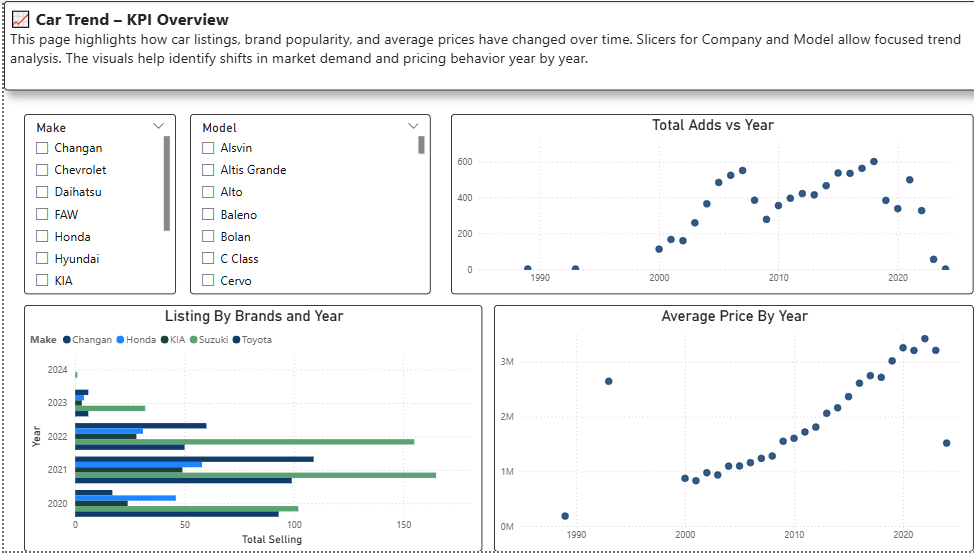 📈 Car Trend – KPI Overview
This page highlights how car listings, brand popularity, and average prices have changed over time. Slicers for Company and Model allow focused trend
analysis. The visuals help identify shifts in market demand and pricing behavior year by year.
Make
Changan
Chevrolet
Daihatsu
FAW
Honda
Hyundai
KIA
Model
Alsvin
Altis Grande
Alto
Baleno
Bolan
C Class
Cervo
Total Adds vs Year
600
400
200
0
1990 2000 2010 2020
Listing By Brands and Year
Make Changan Honda KIA Suzuki Toyota
Year
2024
2023
2022
2021
2020
0 50 100 150
Total Selling
Average Price By Year
3M
2M
1M
0M
1990 2000 2010 2020